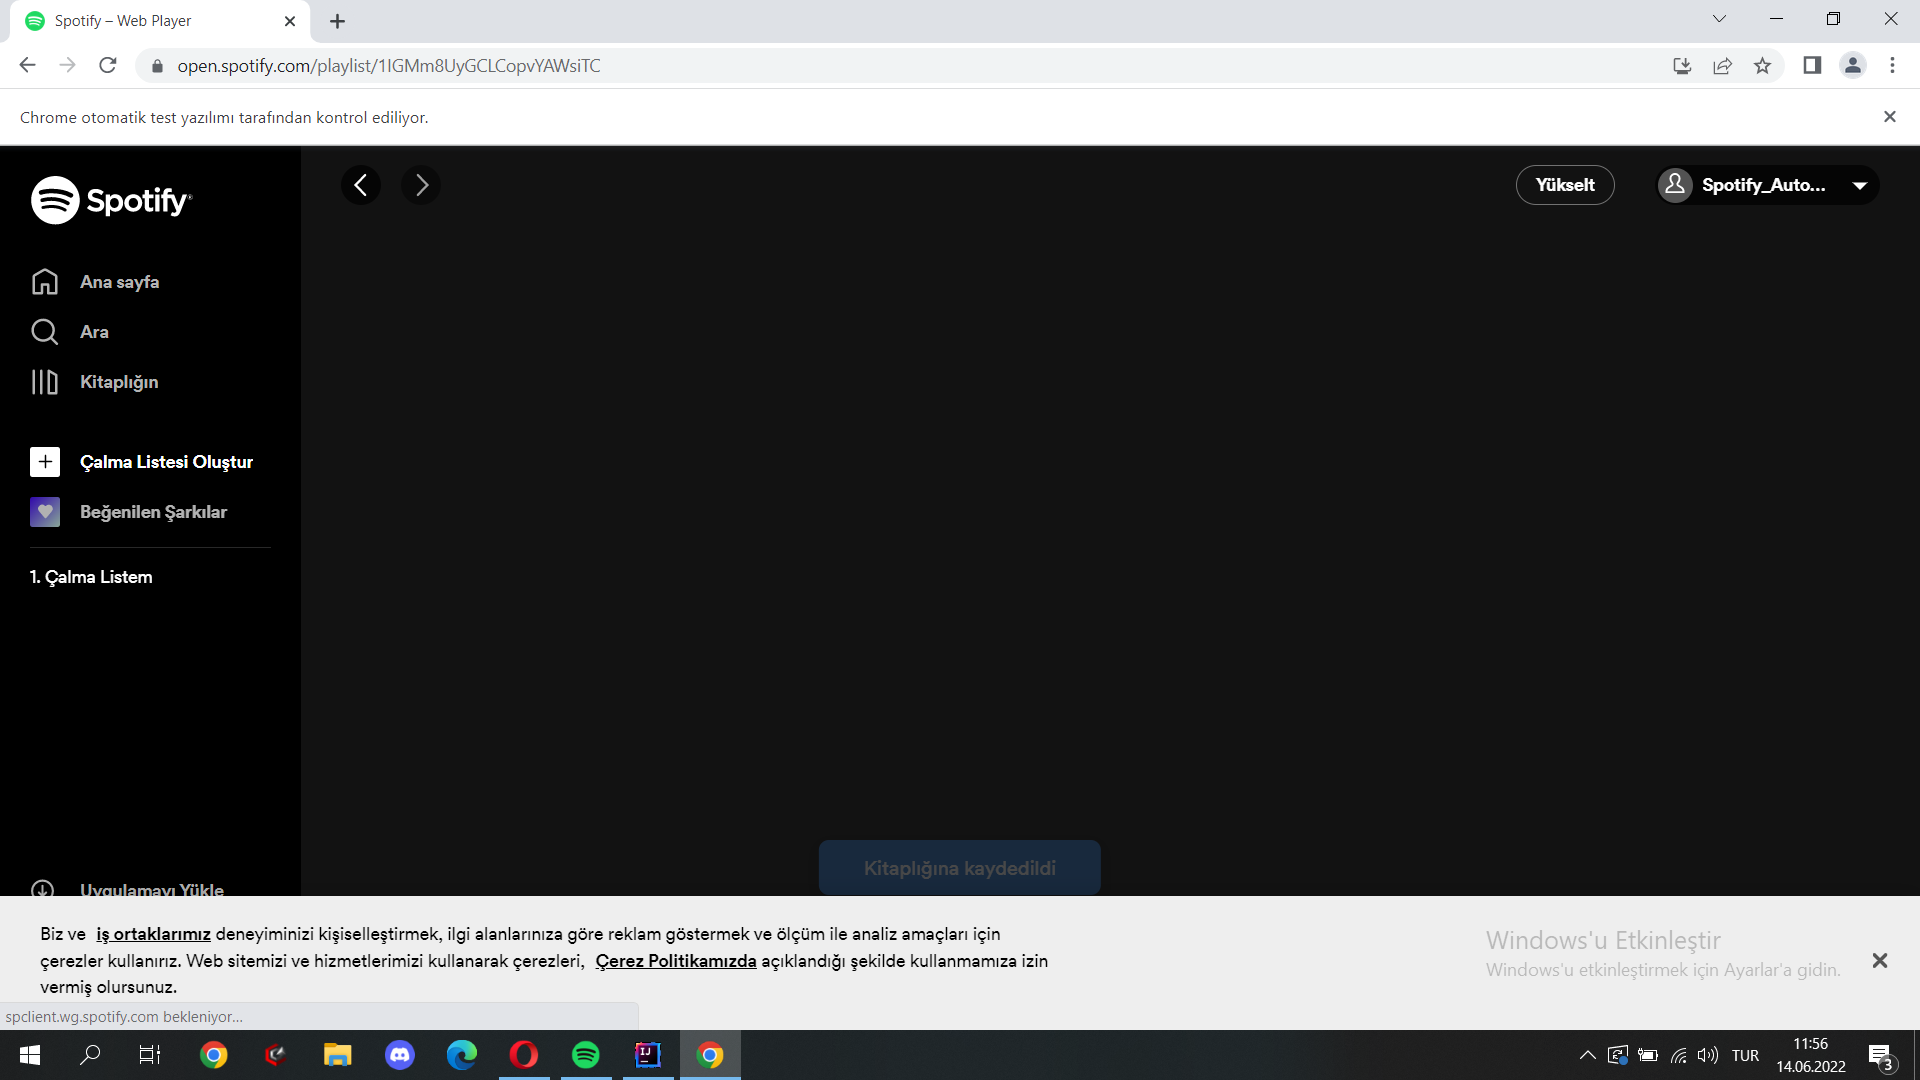 Spotify – Web Player
open.spotify.com/playlist/1IGMm8UyGCLCopvYAWsiTC
Chrome otomatik test yazılımı tarafından kontrol ediliyor.
Spotify
Yükselt
Spotify_Auto...
Ana sayfa
Ara
Kitaplığın
Çalma Listesi Oluştur
Beğenilen Şarkılar
1. Çalma Listem
Kitaplığına kaydedildi
Uygulamayı Yükle
Biz ve iş ortaklarımız deneyiminizi kişiselleştirmek, ilgi alanlarınıza göre reklam göstermek ve ölçüm ile analiz amaçları için
çerezler kullanırız. Web sitemizi ve hizmetlerimizi kullanarak çerezleri, Çerez Politikamızda açıklandığı şekilde kullanmamıza izin
vermiş olursunuz.
Windows'u Etkinleştir
Windows'u etkinleştirmek için Ayarlar'a gidin.
spclient.wg.spotify.com bekleniyor...
IJ
TUR
11:56
14.06.2022
3